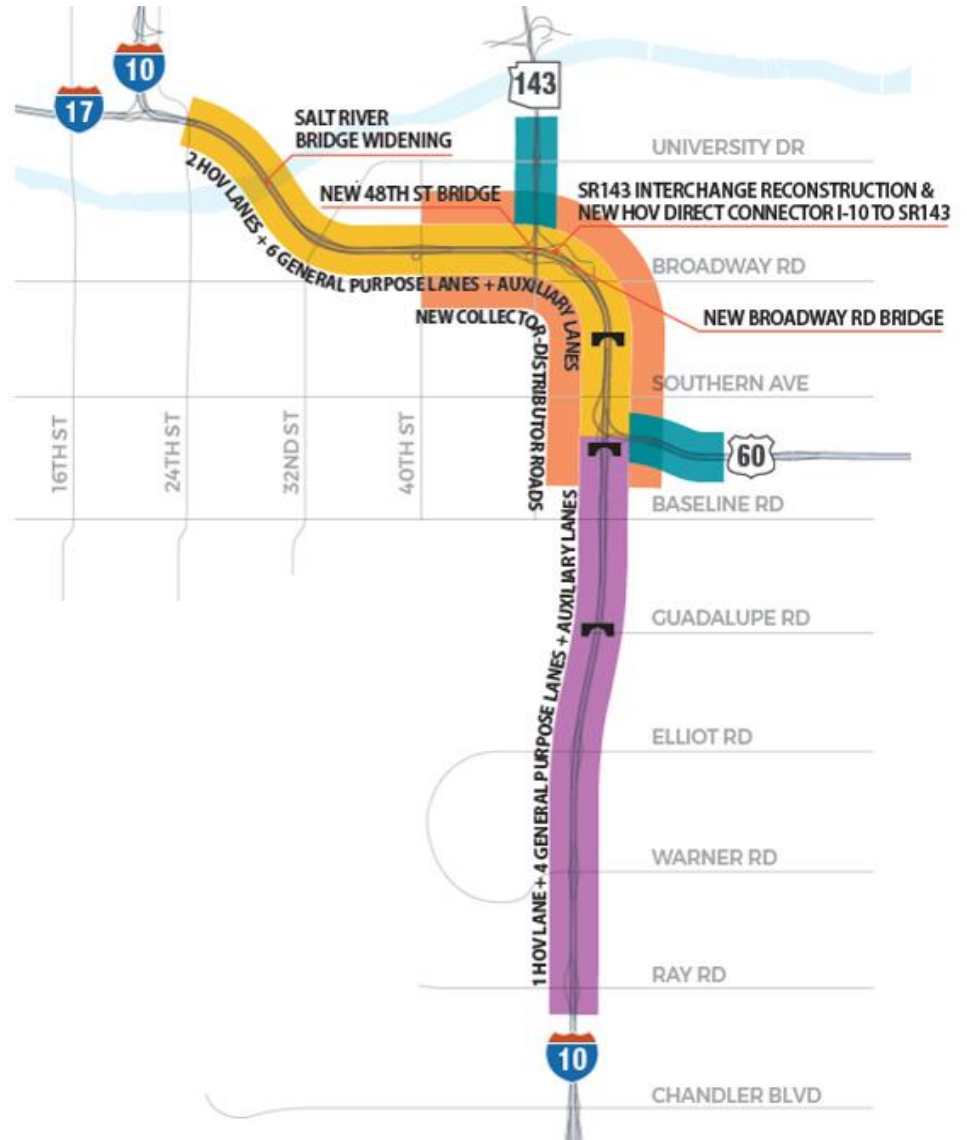 10
17
143
SALT RIVER
BRIDGE WIDENING
UNIVERSITY DR
NEW 48TH ST BRIDGE
SR143 INTERCHANGE RECONSTRUCTION &
NEW HOV DIRECT CONNECTOR I-10 TO SR143
2 HOV LANES + 6 GENERAL PURPOSE LANES + AUXILIARY LANES
BROADWAY RD
NEW COLLECTOR-DISTRIBUTOR ROADS
NEW BROADWAY RD BRIDGE
SOUTHERN AVE
16TH ST
24TH ST
32ND ST
40TH ST
60
BASELINE RD
1 HOV LANE + 4 GENERAL PURPOSE LANES + AUXILIARY LANES
GUADALUPE RD
ELLIOT RD
WARNER RD
RAY RD
10
CHANDLER BLVD